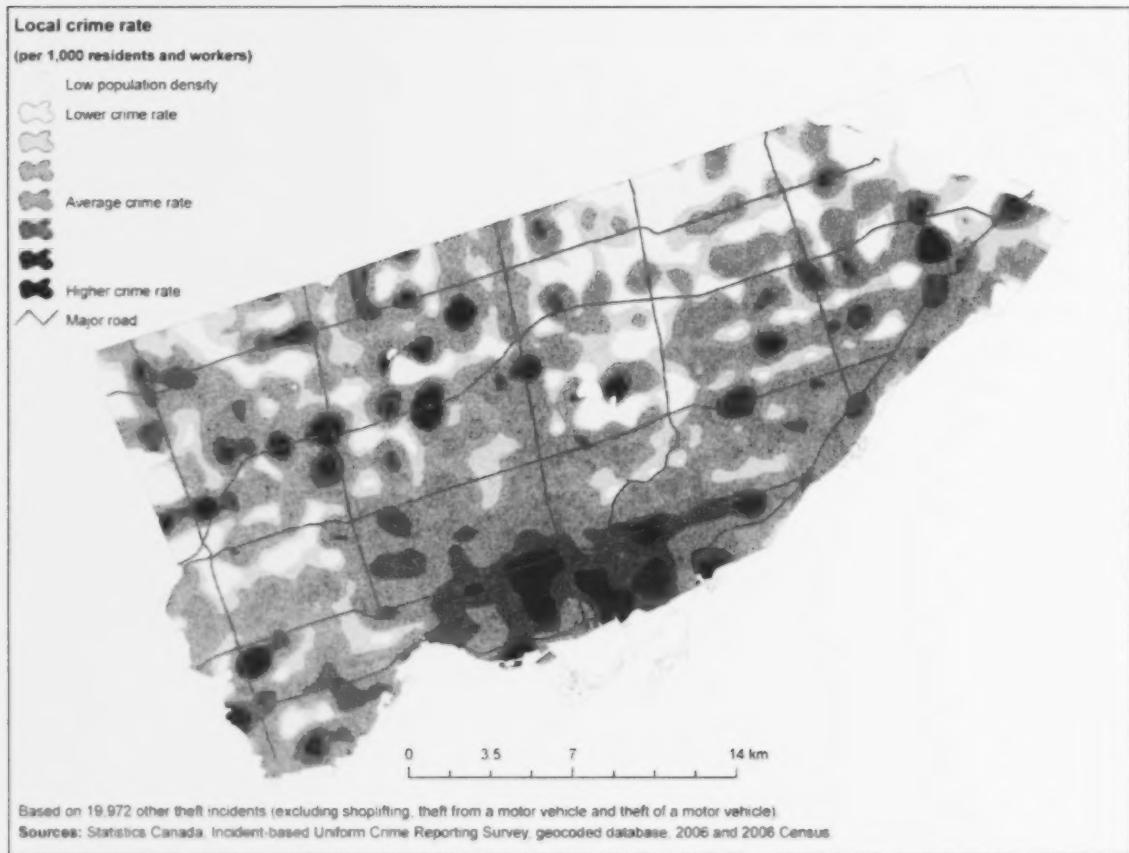 Local crime rate
(per 1,000 residents and workers)
Low population density
Lower crime rate
Average crime rate
Higher crime rate
Major road
0 3.5 7 14 km
Based on 19,972 other theft incidents (excluding shoplifting, theft from a motor vehicle and theft of a motor vehicle).
Sources: Statistics Canada, Incident-based Uniform Crime Reporting Survey, geocoded database, 2006 and 2006 Census.